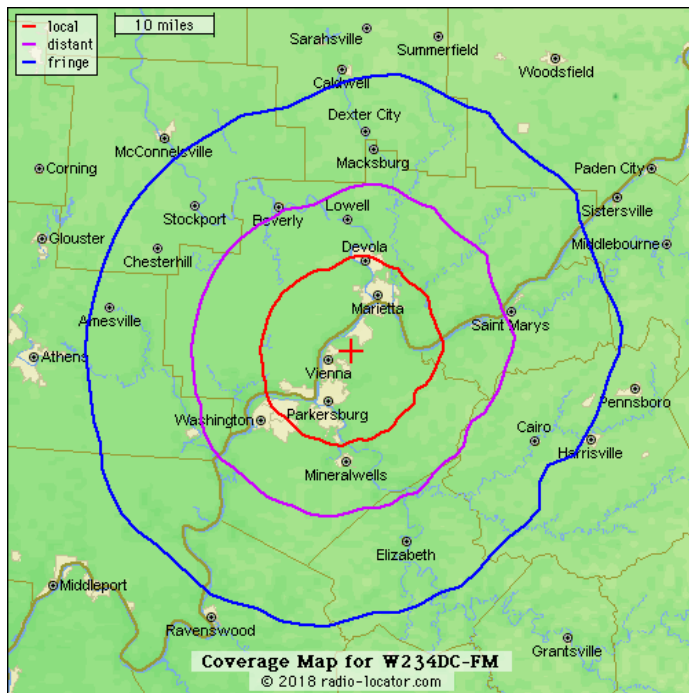 local
distant
fringe
10 miles
Sarahsville
Summerfield
Woodsfield
Caldwell
Dexter City
McConnelsville
Macksburg
Corning
Paden City
Stockport
Beverly
Lowell
Sistersville
Glouster
Chesterhill
Devola
Middlebourne
Marietta
Amesville
Saint Marys
Athens
Vienna
Pennsboro
Washington
Parkersburg
Cairo
Harrisville
Mineralwells
Elizabeth
Middleport
Ravenswood
Grantsville
Coverage Map for W234DC-FM
© 2018 radio-locator.com